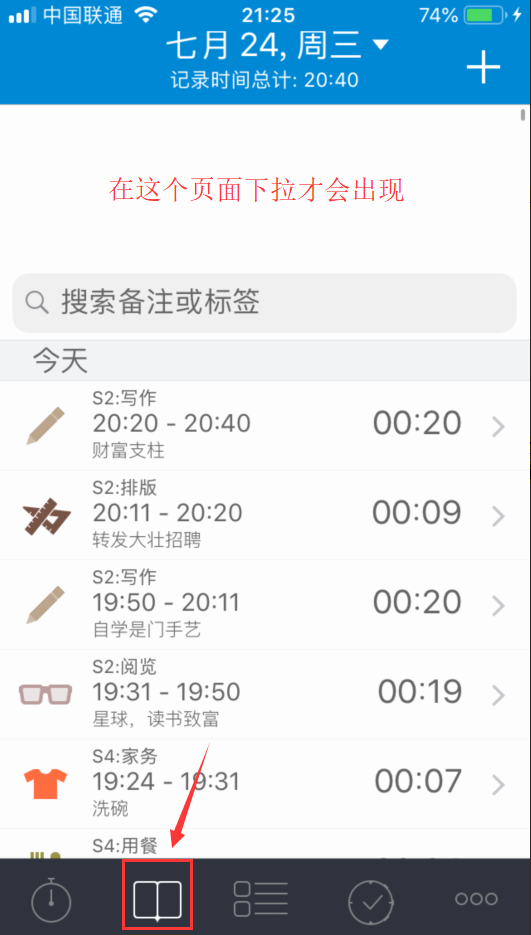 中国联通 21:25 74%
七月 24, 周三
记录时间总计: 20:40
在这个页面下拉才会出现
搜索备注或标签
今天
S2:写作
20:20 - 20:40 00:20
财富支柱
S2:排版
20:11 - 20:20 00:09
转发大壮招聘
S2:写作
19:50 - 20:11 00:20
自学是门手艺
S2:阅览
19:31 - 19:50 00:19
星球，读书致富
S4:家务
19:24 - 19:31 00:07
洗碗
S4:用餐